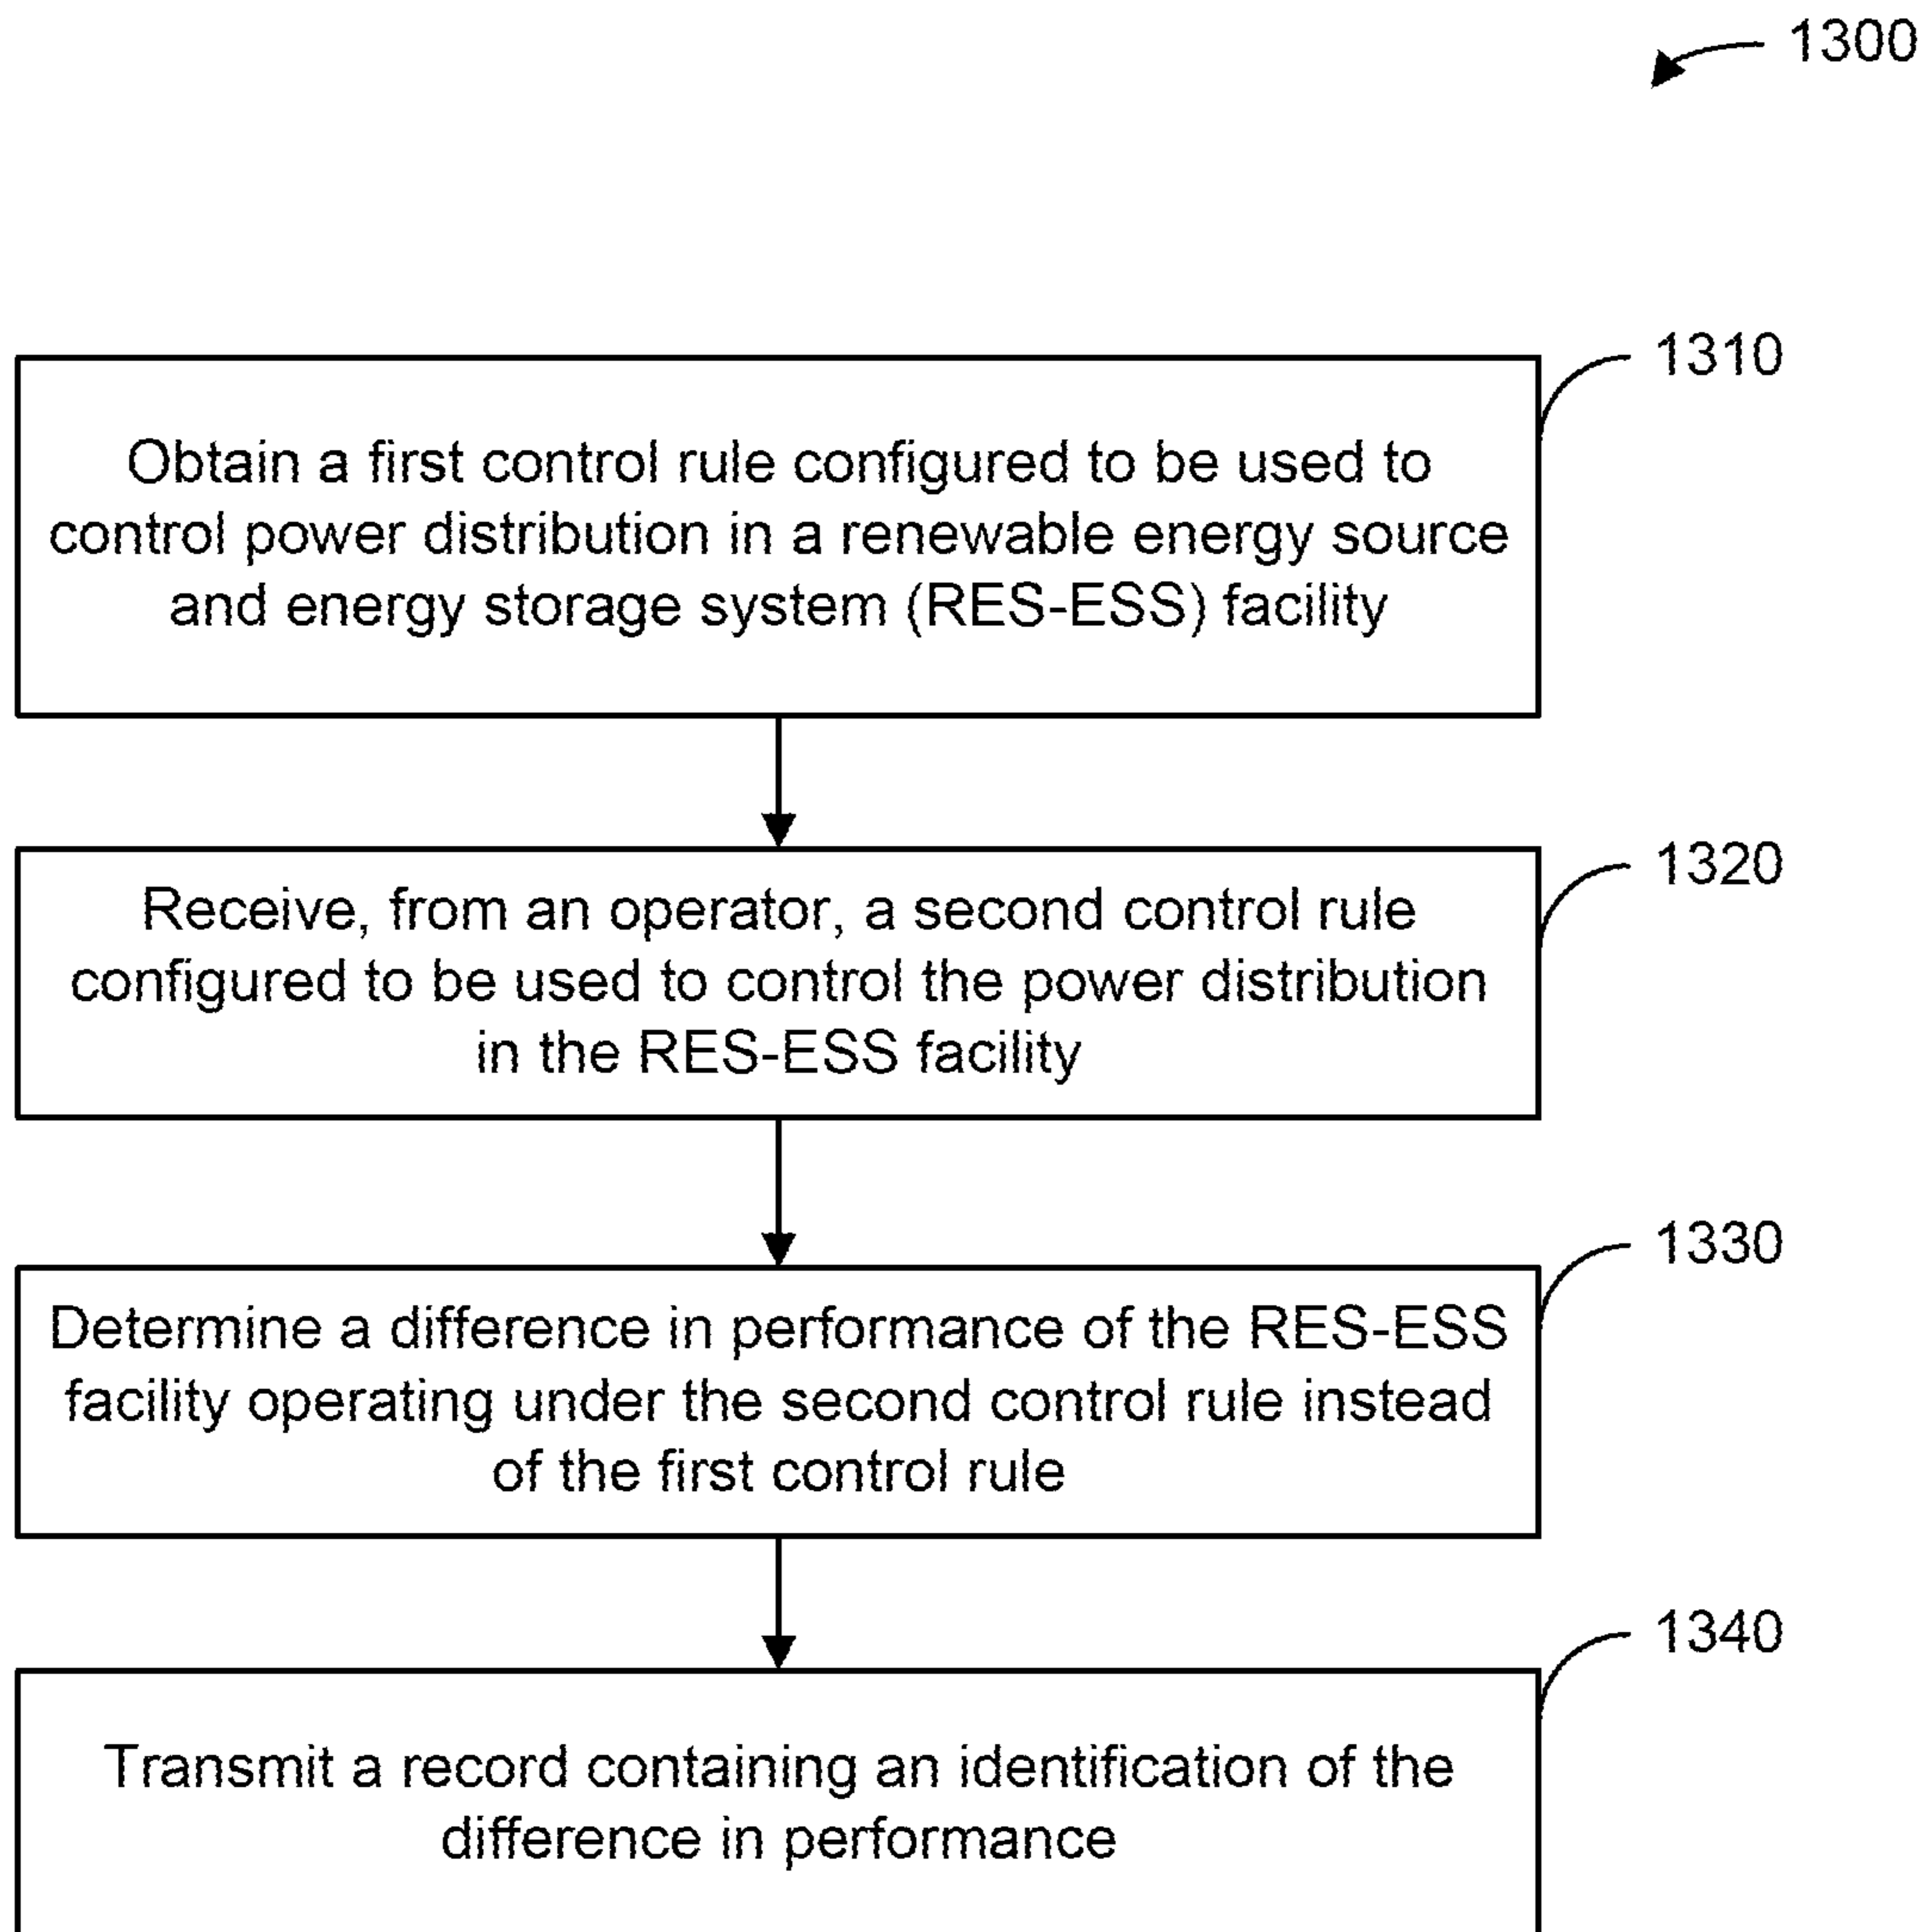 1300
1310
Obtain a first control rule configured to be used to
control power distribution in a renewable energy source
and energy storage system (RES-ESS) facility
1320
Receive, from an operator, a second control rule
configured to be used to control the power distribution
in the RES-ESS facility
1330
Determine a difference in performance of the RES-ESS
facility operating under the second control rule instead
of the first control rule
1340
Transmit a record containing an identification of the
difference in performance